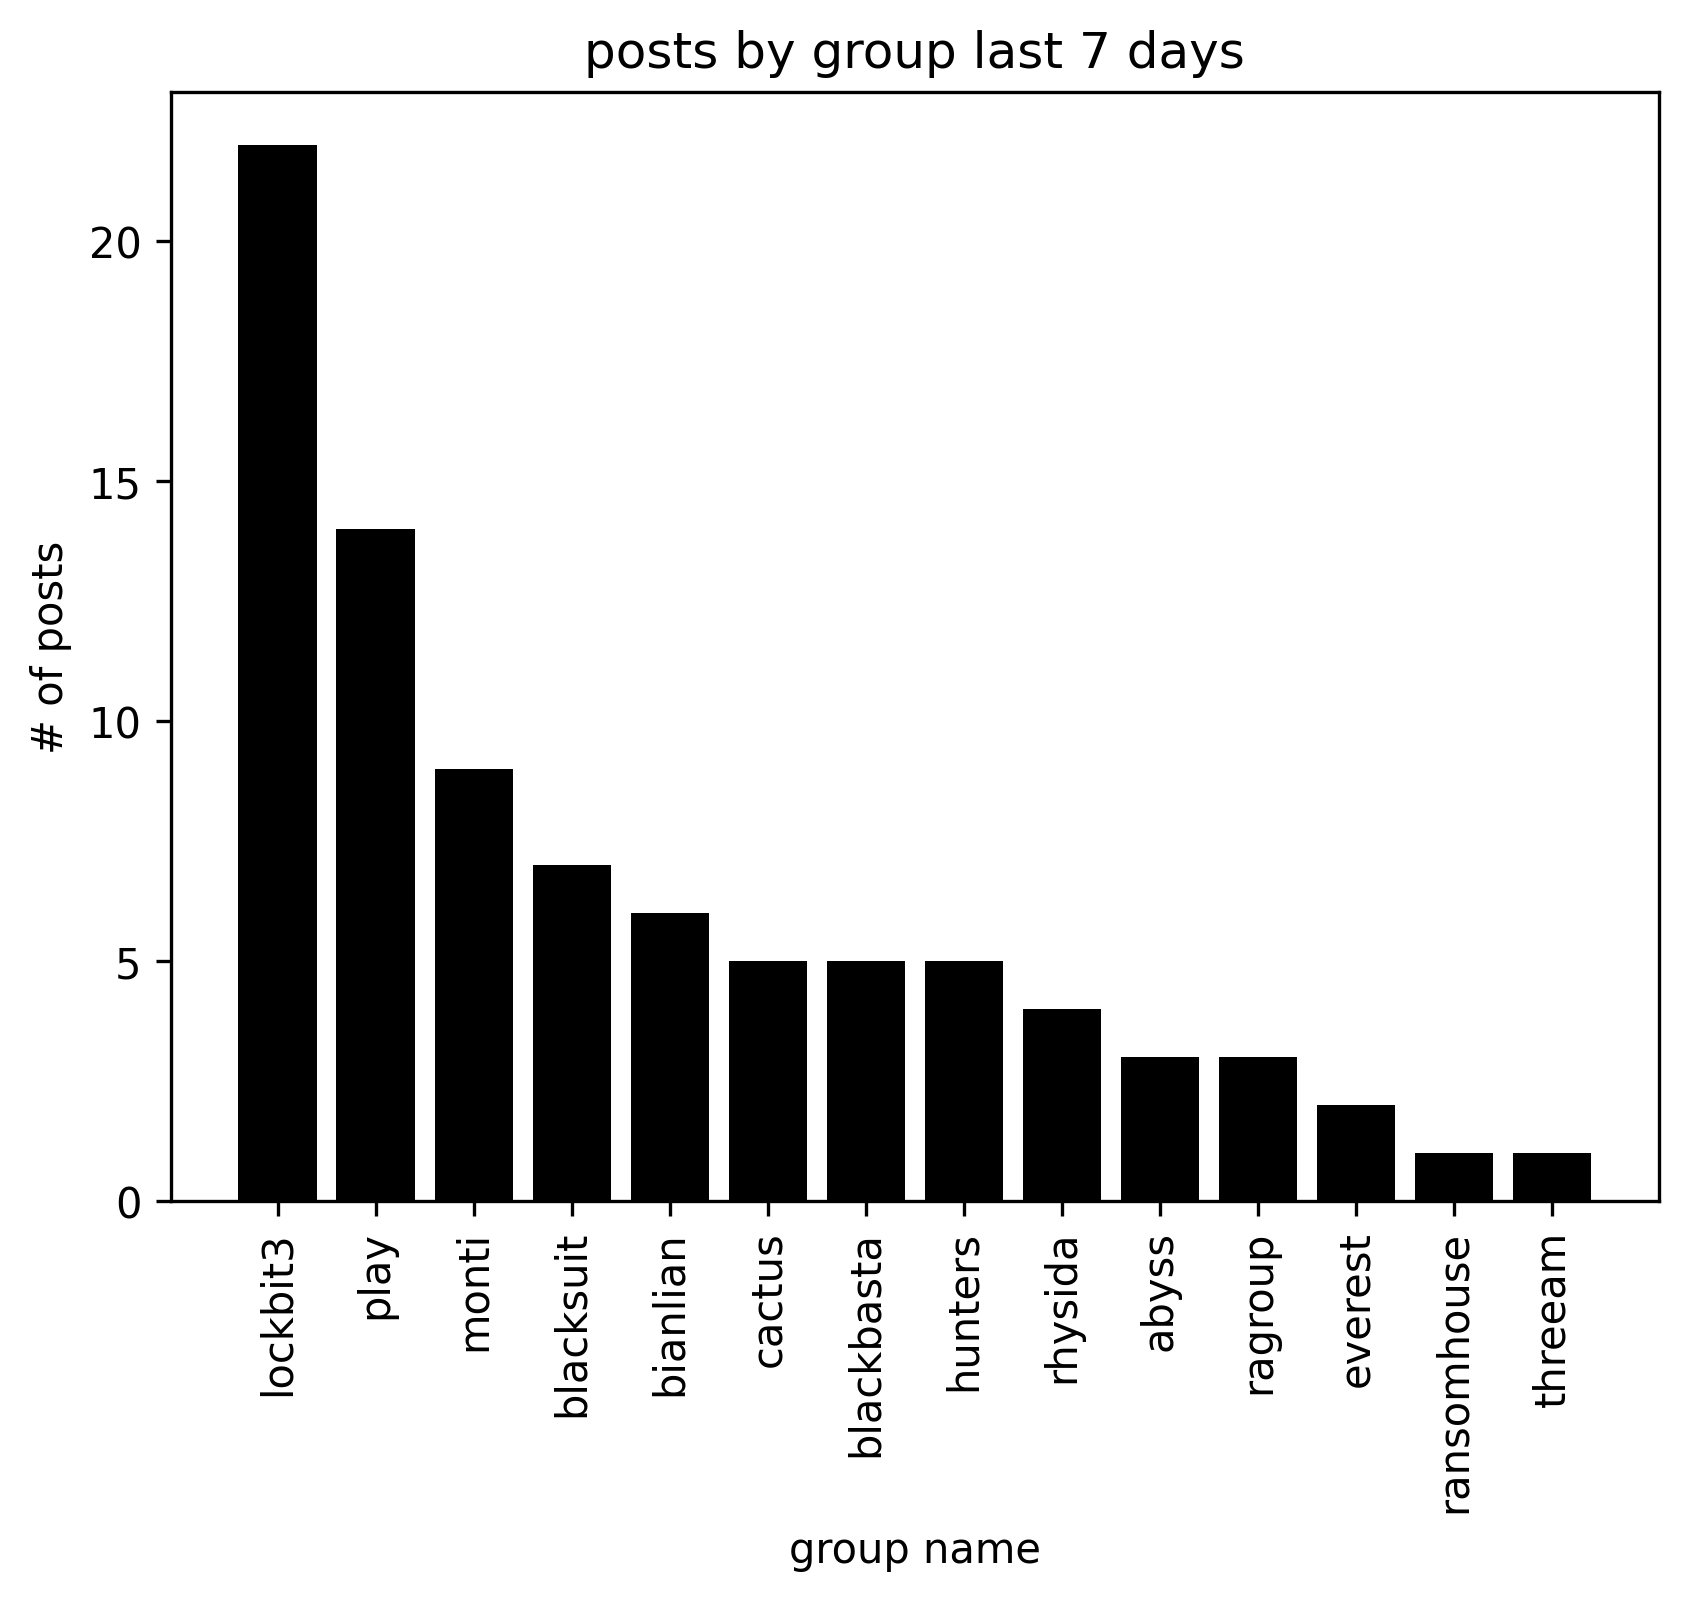 posts by group last 7 days
# of posts
20
15
10
5
0
lockbit3
play
monti
blacksuit
bianlian
cactus
blackbasta
hunters
rhysida
abyss
ragroup
everest
ransomhouse
threeam
group name